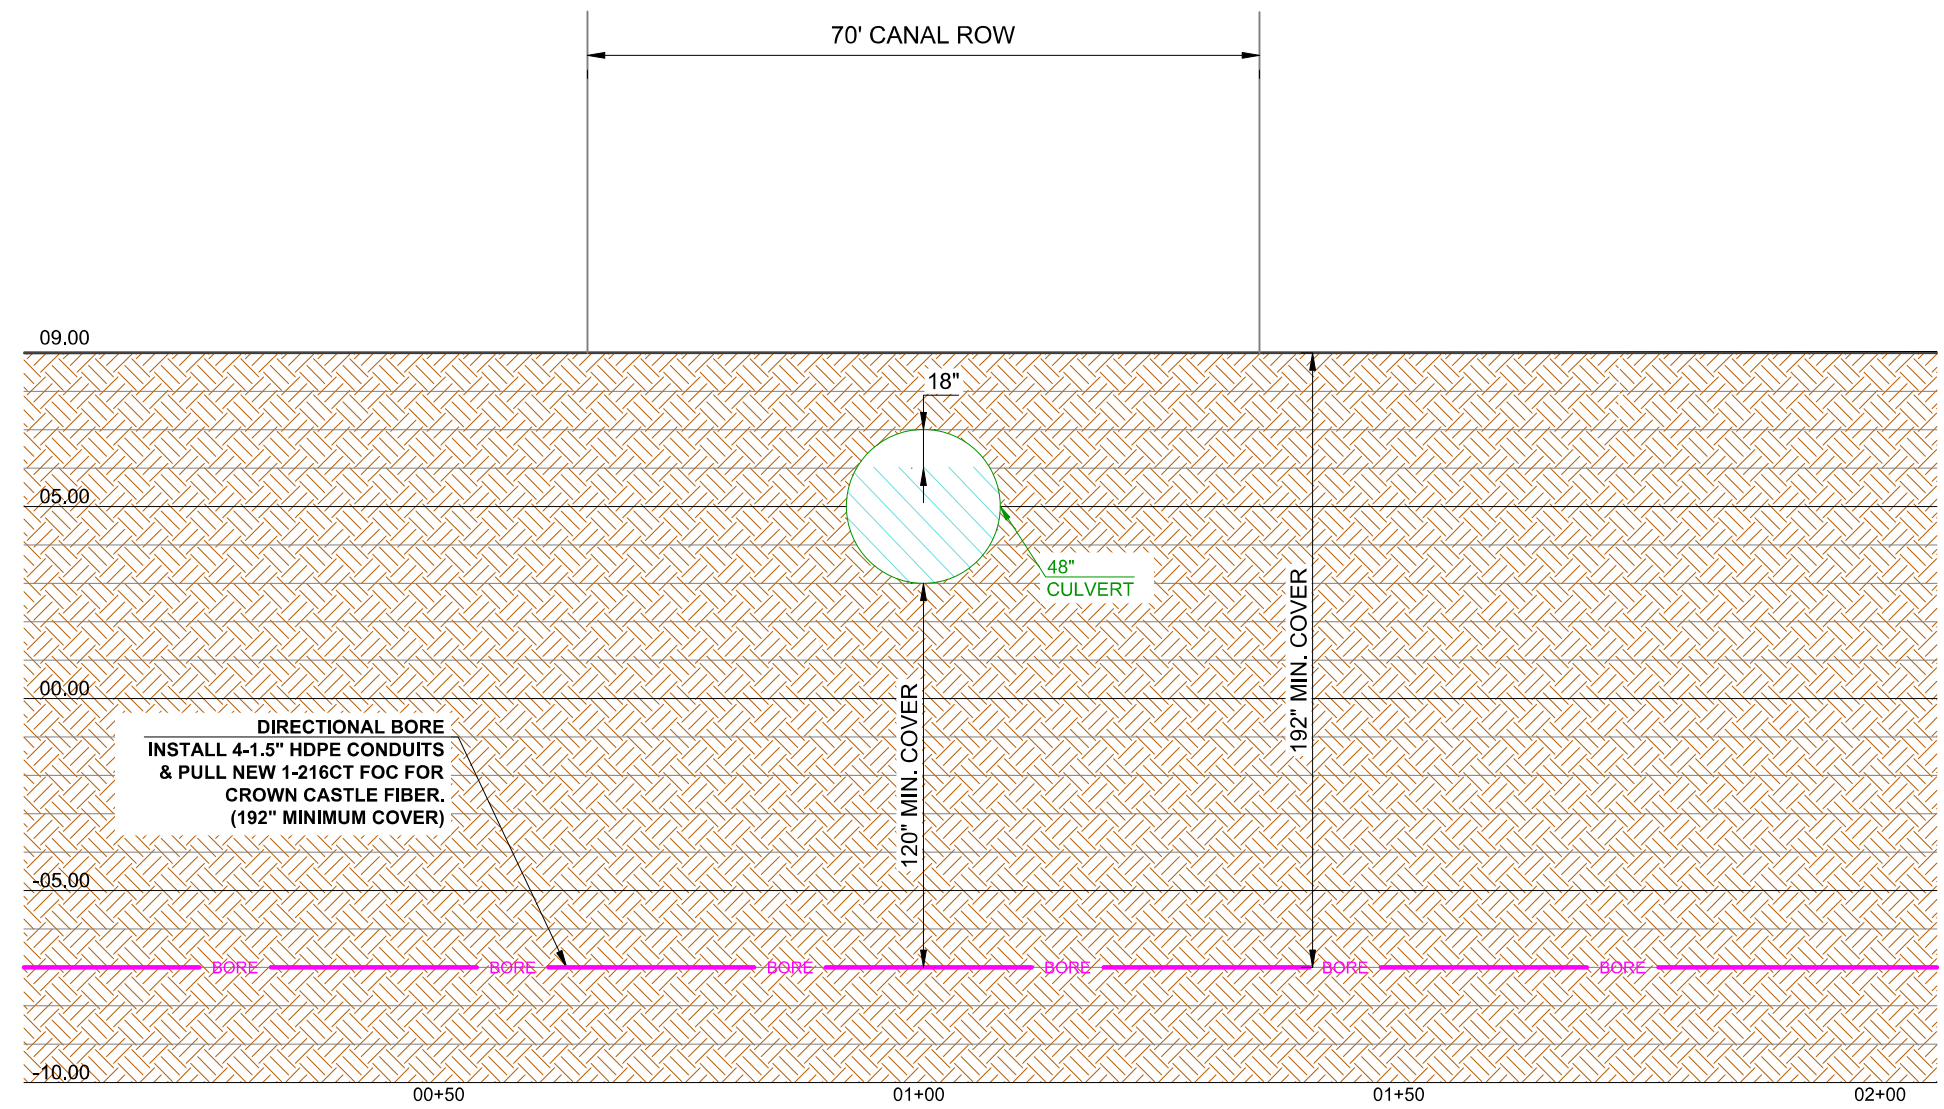 70' CANAL ROW
09.00
18"
05.00
48"
CULVERT
192" MIN. COVER
120" MIN. COVER
00.00
DIRECTIONAL BORE
INSTALL 4-1.5" HDPE CONDUITS
& PULL NEW 1-216CT FOC FOR
CROWN CASTLE FIBER.
(192" MINIMUM COVER)
-05.00
BORE BORE BORE BORE BORE BORE
-10.00
00+50 01+00 01+50 02+00